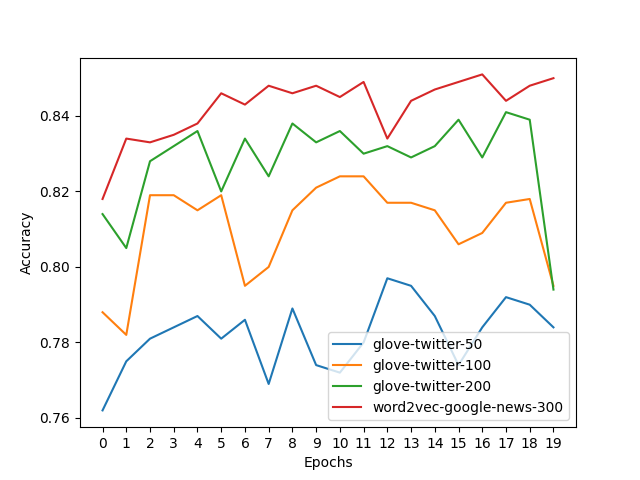 Accuracy
0.84
0.82
0.80
0.78
0.76
glove-twitter-50
glove-twitter-100
glove-twitter-200
word2vec-google-news-300
0 1 2 3 4 5 6 7 8 9 10 11 12 13 14 15 16 17 18 19
Epochs